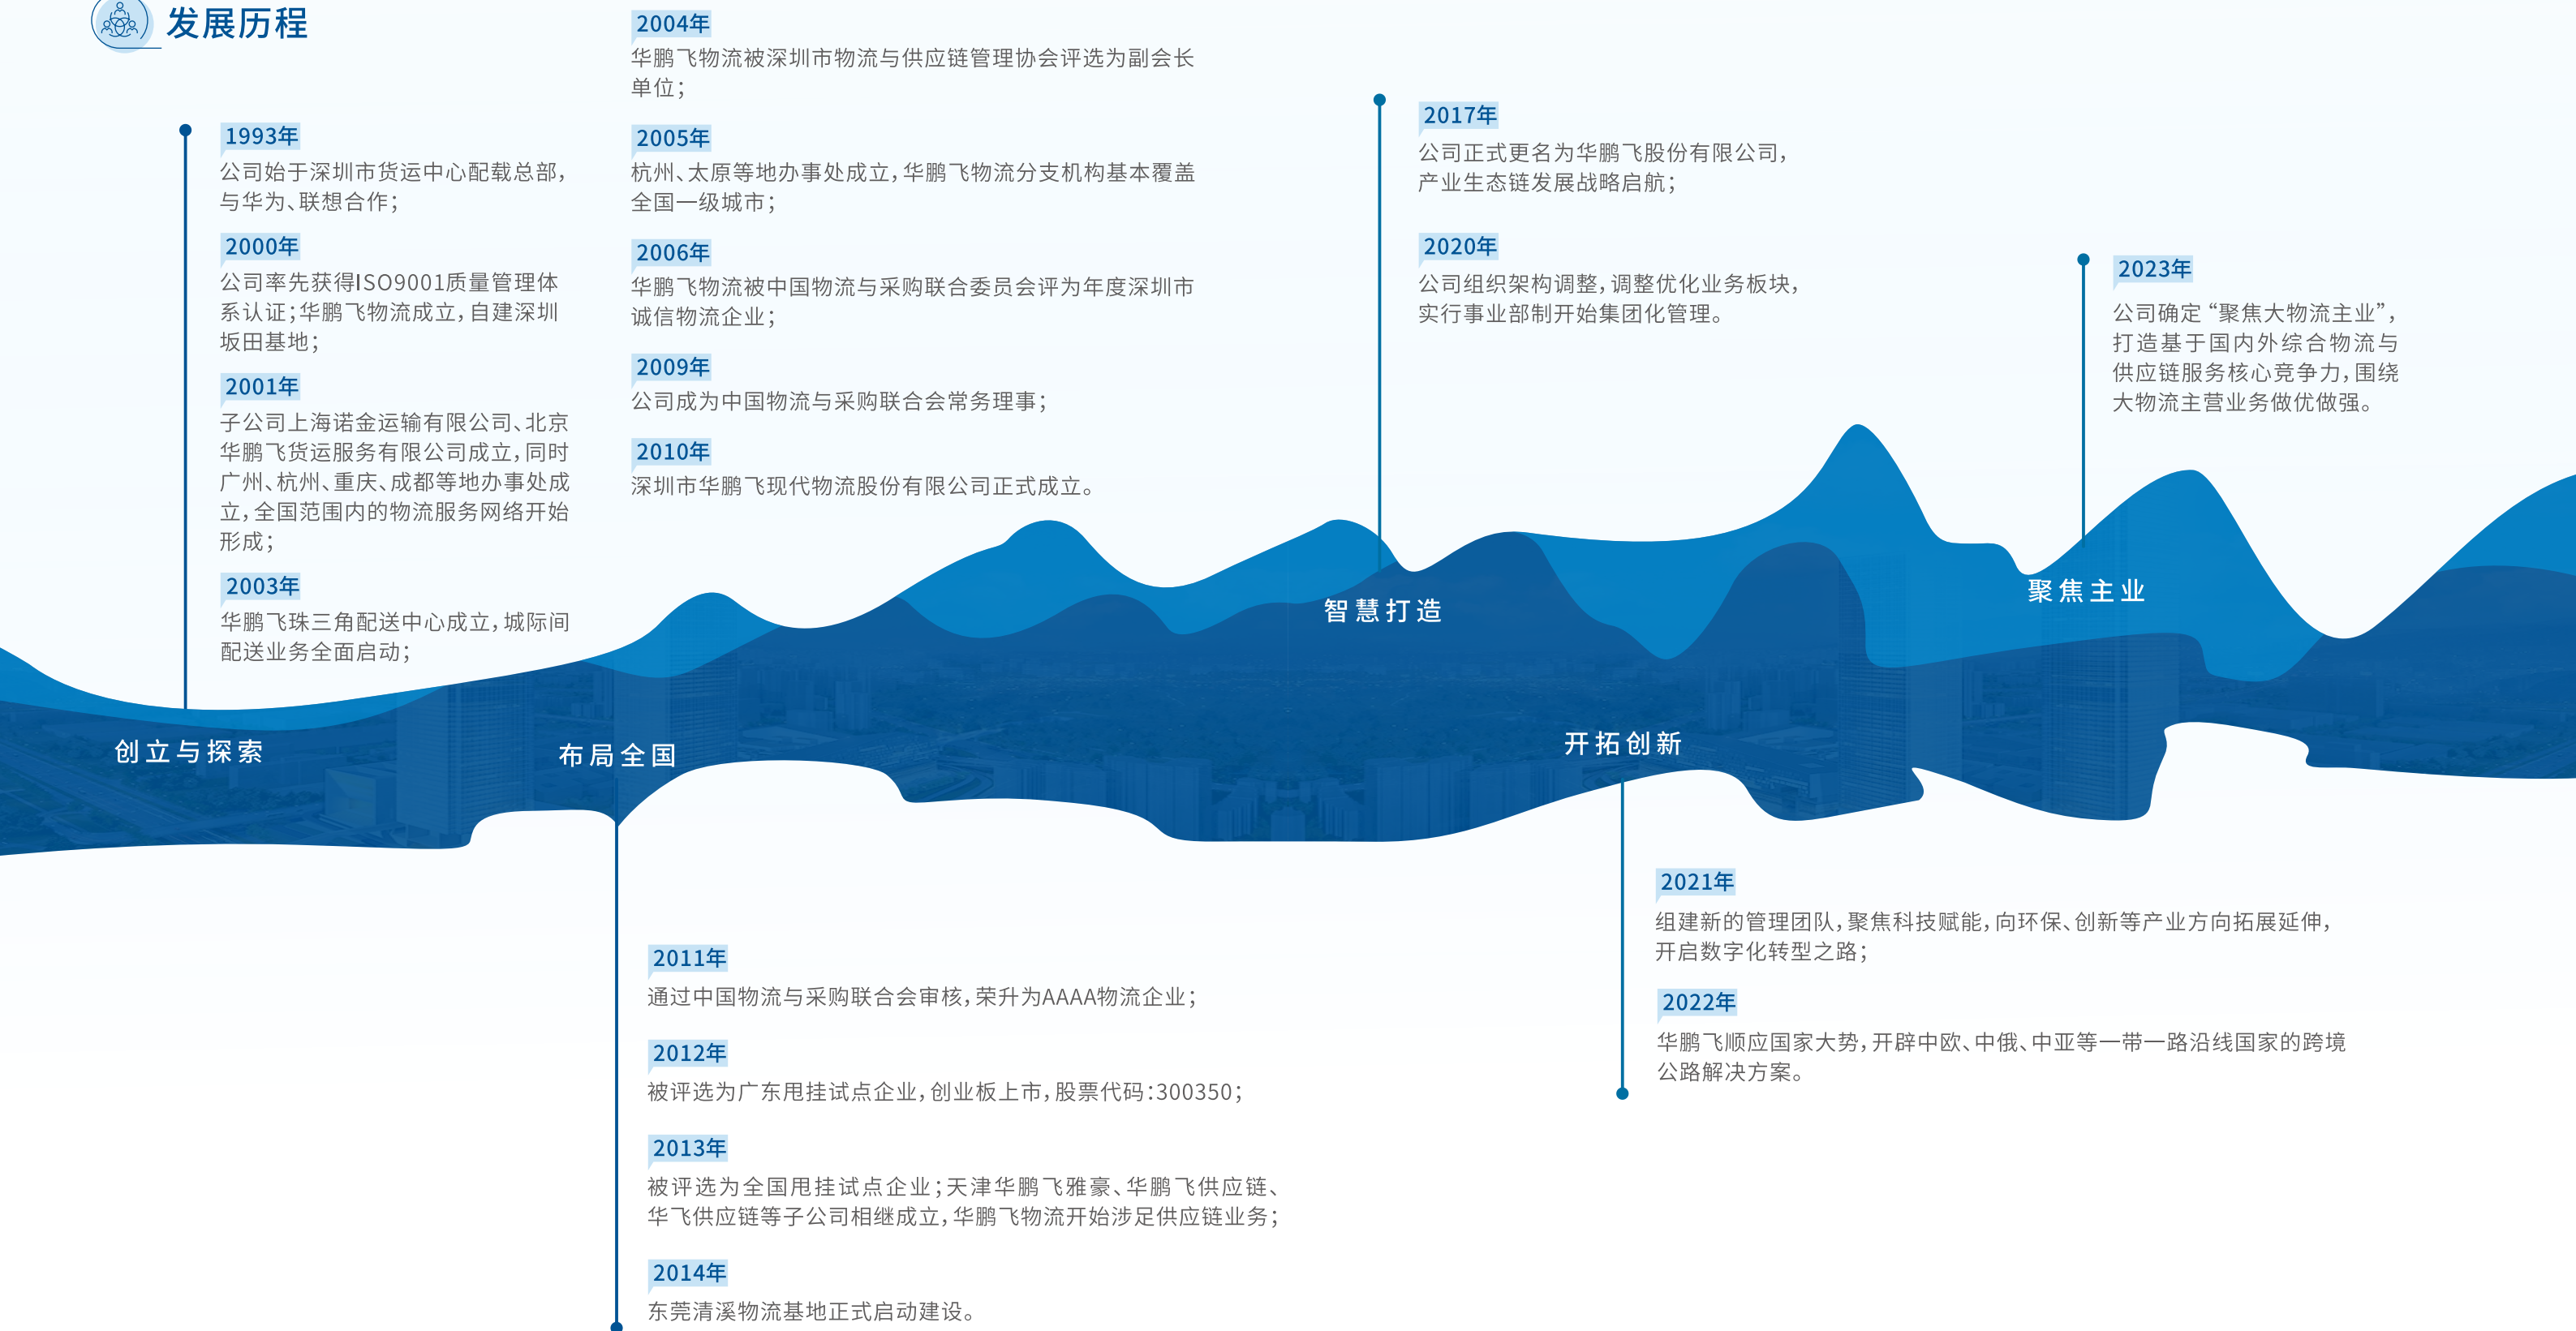 发展历程
1993年
公司始于深圳市货运中心配载总部，
与华为、联想合作；
2000年
公司率先获得ISO9001质量管理体
系认证；华鹏飞物流成立，自建深圳
坂田基地；
2001年
子公司上海诺金运输有限公司、北京
华鹏飞货运服务有限公司成立，同时
广州、杭州、重庆、成都等地办事处成
立，全国范围内的物流服务网络开始
形成；
2003年
华鹏飞珠三角配送中心成立，城际间
配送业务全面启动；
2004年
华鹏飞物流被深圳市物流与供应链管理协会评选为副会长
单位；
2005年
杭州、太原等地办事处成立，华鹏飞物流分支机构基本覆盖
全国一级城市；
2006年
华鹏飞物流被中国物流与采购联合委员会评为年度深圳市
诚信物流企业；
2009年
公司成为中国物流与采购联合会常务理事；
2010年
深圳市华鹏飞现代物流股份有限公司正式成立。
创立与探索
布局全国
2011年
通过中国物流与采购联合会审核，荣升为AAAA物流企业；
2012年
被评选为广东甩挂试点企业，创业板上市，股票代码：300350；
2013年
被评选为全国甩挂试点企业；天津华鹏飞雅豪、华鹏飞供应链、
华飞供应链等子公司相继成立，华鹏飞物流开始涉足供应链业务；
2014年
东莞清溪物流基地正式启动建设。
2017年
公司正式更名为华鹏飞股份有限公司，
产业生态链发展战略启航；
2020年
公司组织架构调整，调整优化业务板块，
实行事业部制开始集团化管理。
智慧打造
开拓创新
2021年
组建新的管理团队，聚焦科技赋能，向环保、创新等产业方向拓展延伸，
开启数字化转型之路；
2022年
华鹏飞顺应国家大势，开辟中欧、中俄、中亚等一带一路沿线国家的跨境
公路解决方案。
2023年
公司确定“聚焦大物流主业”，
打造基于国内外综合物流与
供应链服务核心竞争力，围绕
大物流主营业务做优做强。
聚焦主业